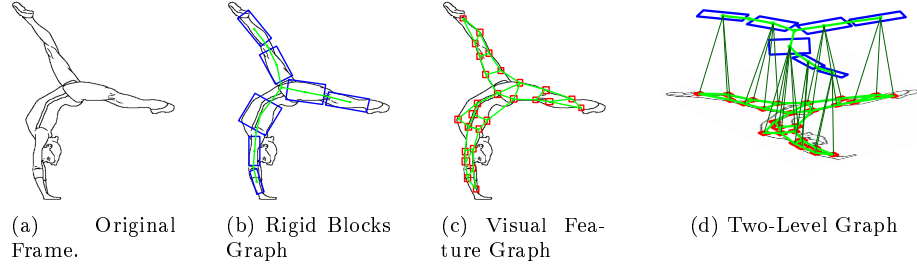 (a) Original
Frame.
(b) Rigid Blocks
Graph
(c) Visual Fea-
ture Graph
(d) Two-Level Graph